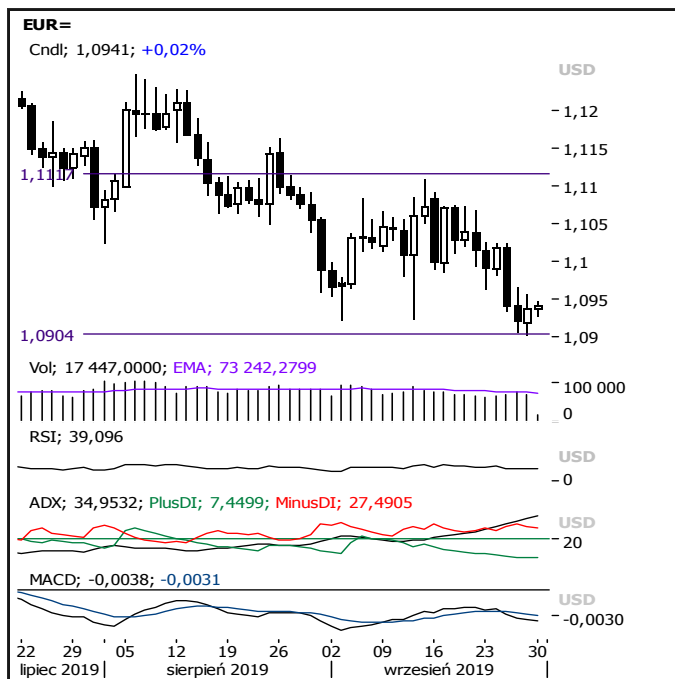 EUR=
Cndl; 1,0941; +0,02%
USD
1,12
1,115
1,1117
1,11
1,105
1,1
1,095
1,0904
1,09
Vol; 17 447,0000; EMA; 73 242,2799
100 000
0
RSI; 39,096
USD
0
ADX; 34,9532; PlusDI; 7,4499; MinusDI; 27,4905
USD
20
MACD; -0,0038; -0,0031
USD
-0,0030
22 29 05 12 19 26 02 09 16 23 30
lipiec 2019 sierpień 2019 wrzesień 2019